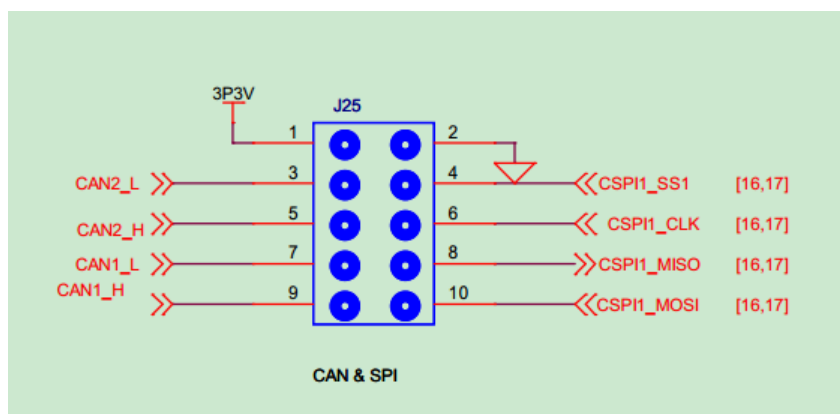 3P3V
J25
1 2
CAN2_L 3 4 CSPI1_SS1 [16,17]
CAN2_H 5 6 CSPI1_CLK [16,17]
CAN1_L 7 8 CSPI1_MISO [16,17]
CAN1_H 9 10 CSPI1_MOSI [16,17]
CAN & SPI